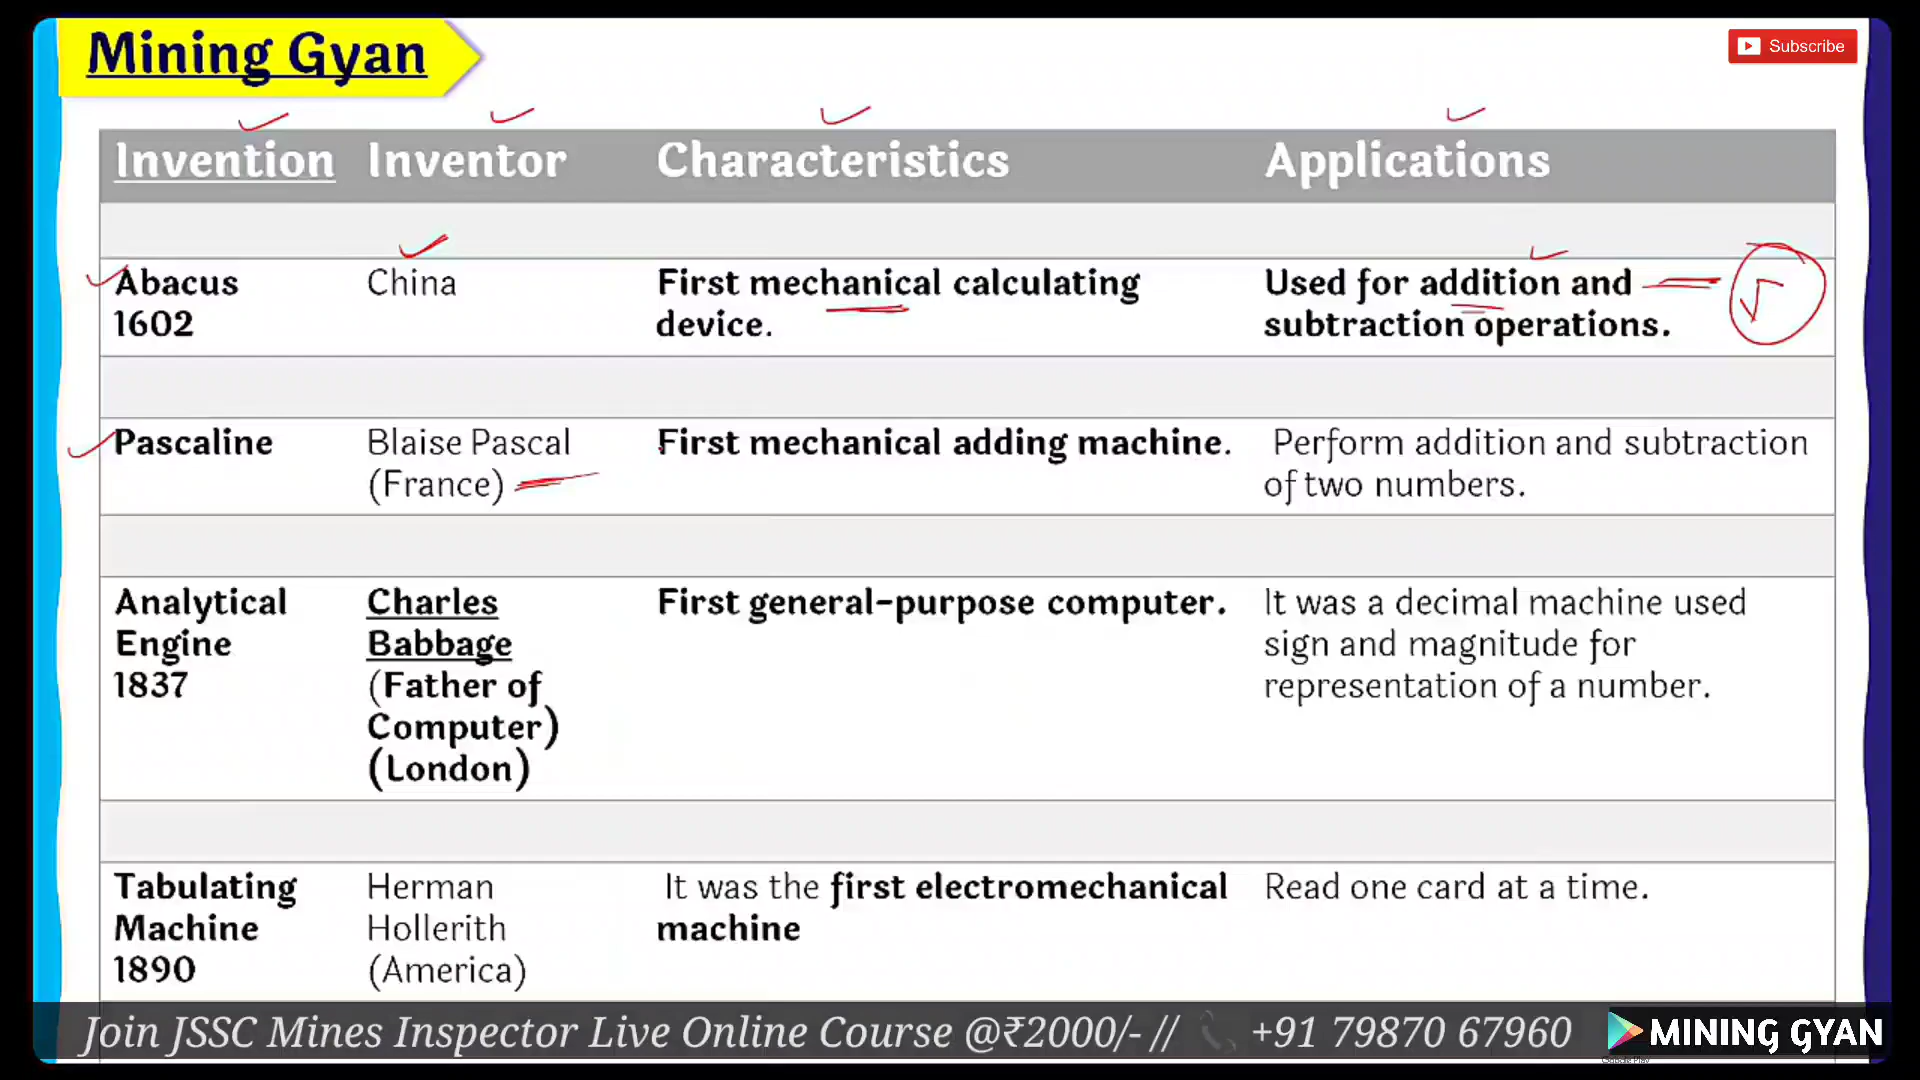 Mining Gyan
Subscribe
Invention Inventor Characteristics Applications
Abacus
1602
China
First mechanical calculating
device.
Used for addition and
subtraction operations.
√
Pascaline
Blaise Pascal
(France)
First mechanical adding machine.
Perform addition and subtraction
of two numbers.
Analytical
Engine
1837
Charles
Babbage
(Father of
Computer)
(London)
First general-purpose computer.
It was a decimal machine used
sign and magnitude for
representation of a number.
Tabulating
Machine
1890
Herman
Hollerith
(America)
It was the first electromechanical
machine
Read one card at a time.
Join JSSC Mines Inspector Live Online Course @₹2000/- // 📞 +91 79870 67960
MINING GYAN
Google Play